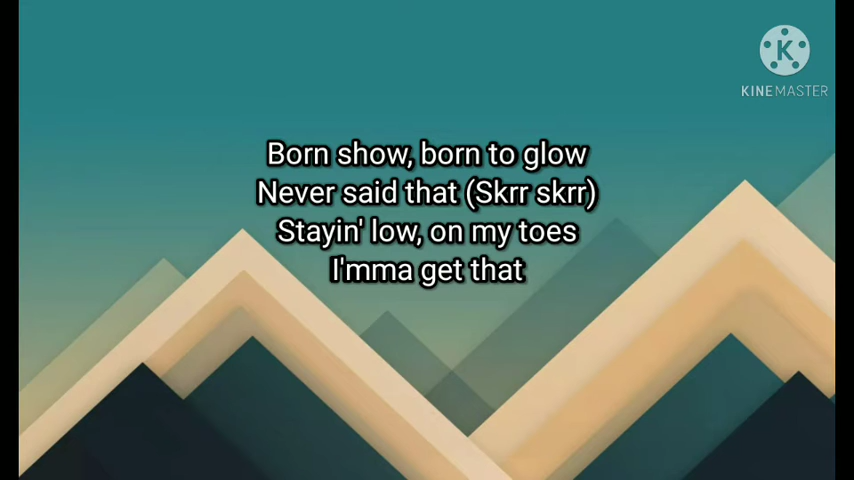 KINEMASTER
Born show, born to glow
Never said that (Skrr skrr)
Stayin' low, on my toes
I'mma get that